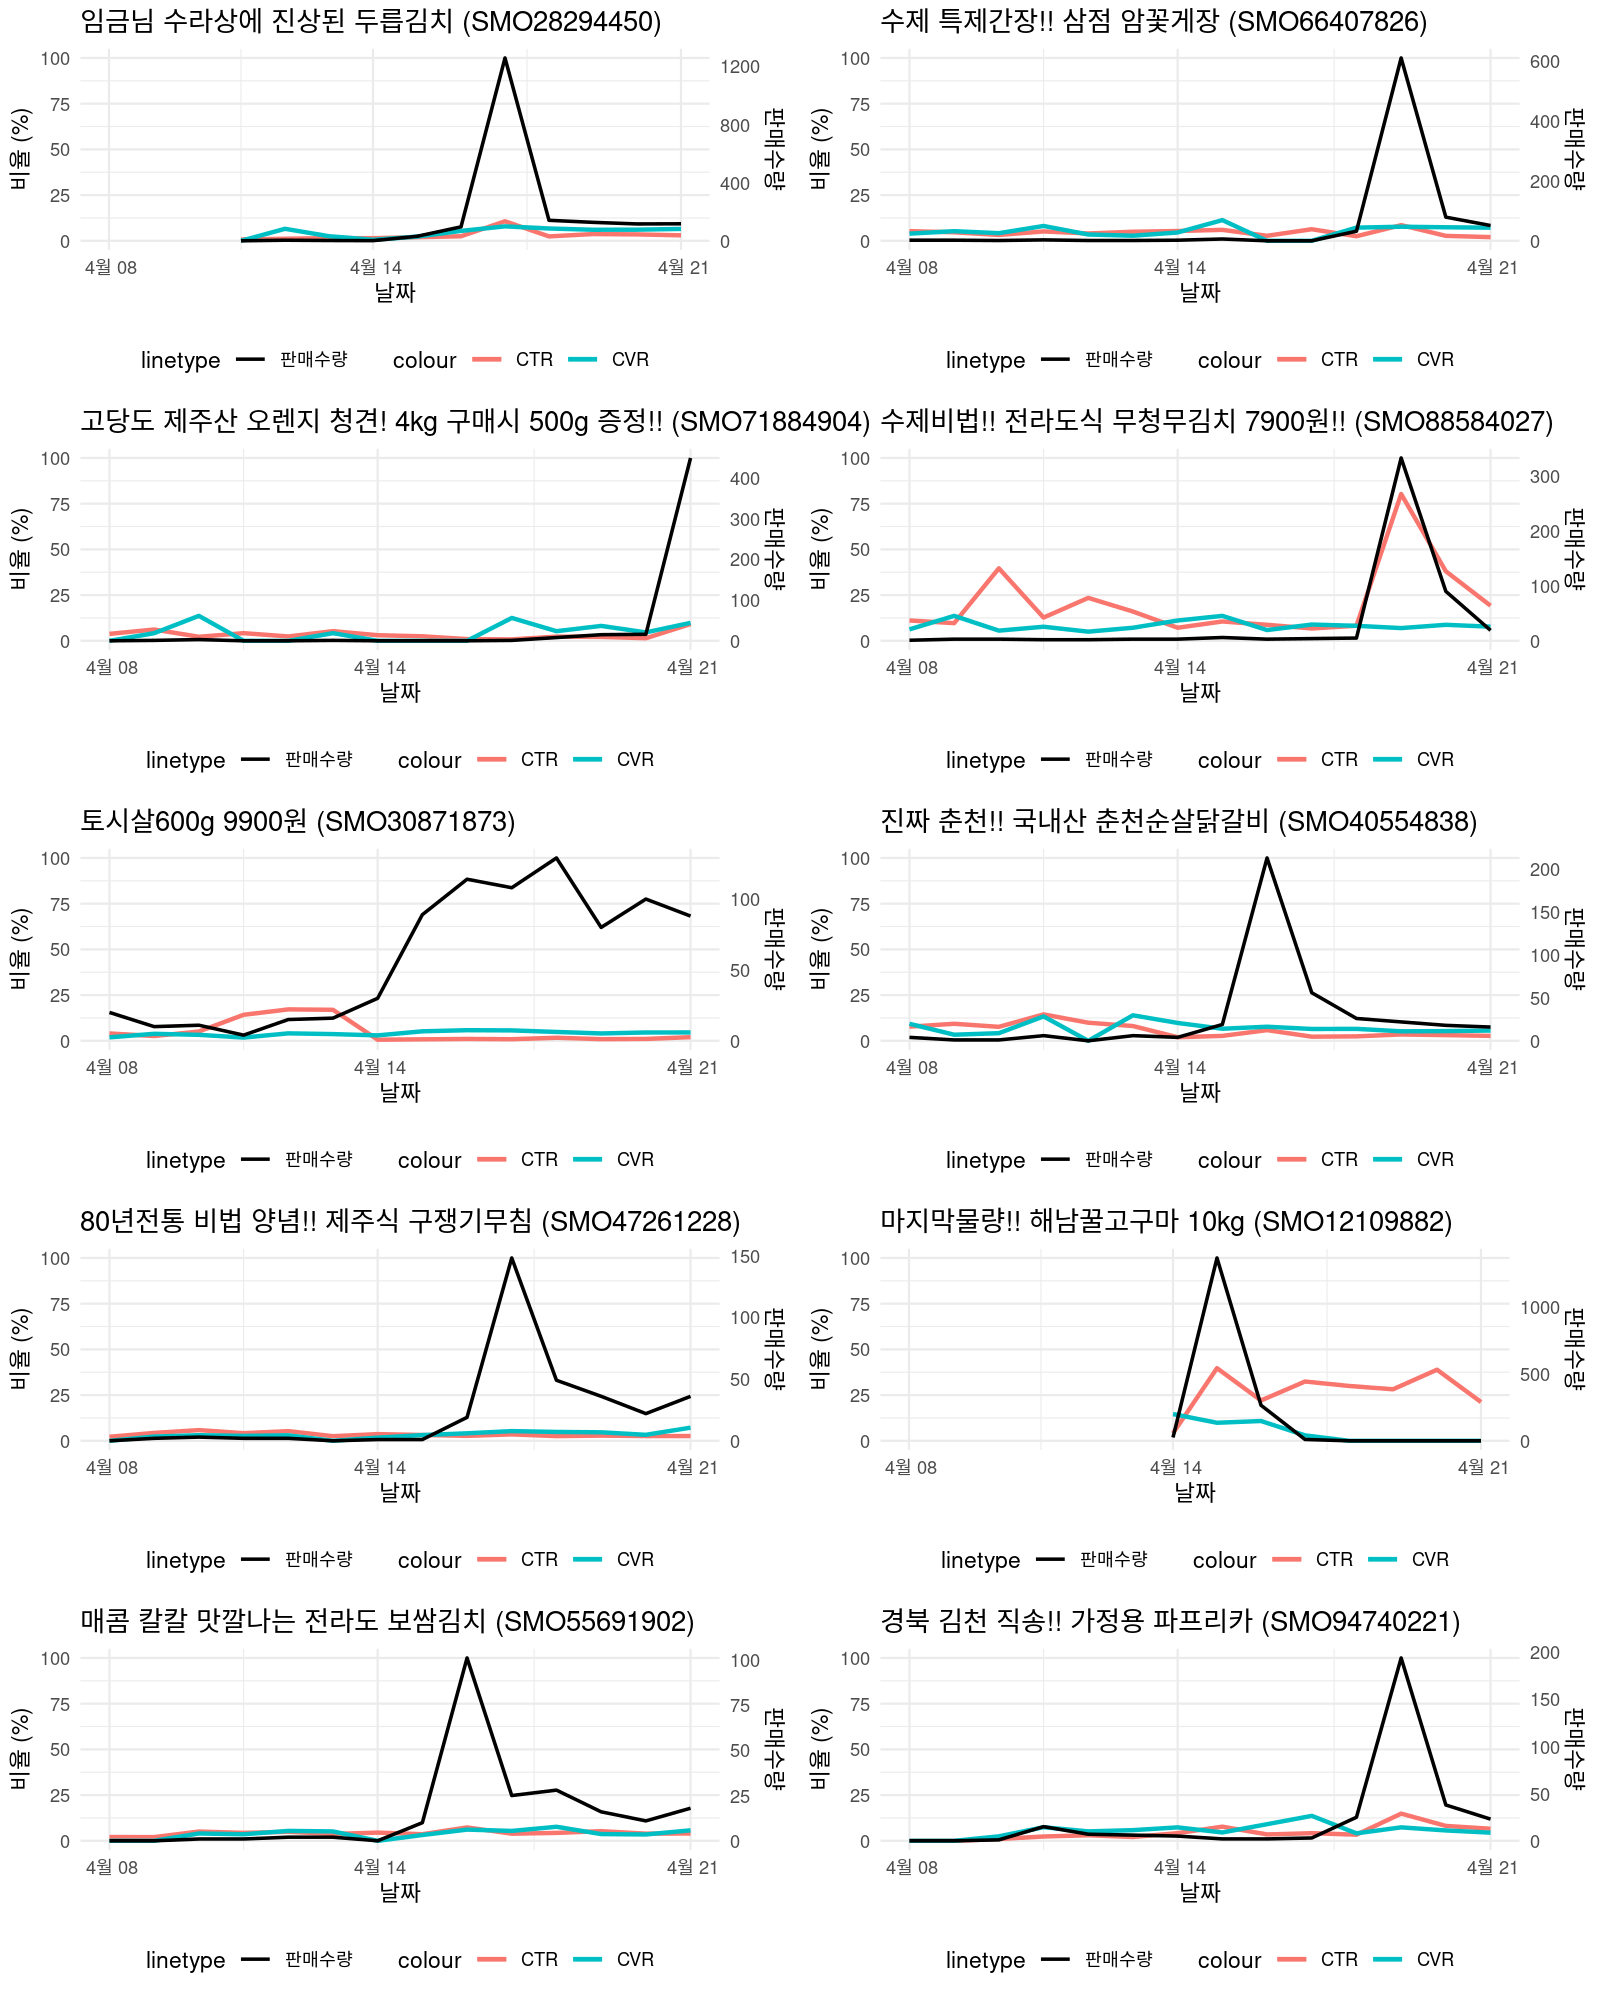 임금님 수라상에 진상된 두릅김치 (SMO28294450)
100
75
50
25
0
비율 (%)
1200
800
400
0
판매수량
4월 08
4월 14
4월 21
날짜
linetype 판매수량 colour CTR CVR
수제 특제간장!! 삼점 암꽃게장 (SMO66407826)
100
75
50
25
0
비율 (%)
600
400
200
0
판매수량
4월 08
4월 14
4월 21
날짜
linetype 판매수량 colour CTR CVR
고당도 제주산 오렌지 청견! 4kg 구매시 500g 증정!! (SMO71884904)
100
75
50
25
0
비율 (%)
400
300
200
100
0
판매수량
4월 08
4월 14
4월 21
날짜
linetype 판매수량 colour CTR CVR
수제비법!! 전라도식 무청무김치 7900원!! (SMO88584027)
100
75
50
25
0
비율 (%)
300
200
100
0
판매수량
4월 08
4월 14
4월 21
날짜
linetype 판매수량 colour CTR CVR
토시살600g 9900원 (SMO30871873)
100
75
50
25
0
비율 (%)
100
50
0
판매수량
4월 08
4월 14
4월 21
날짜
linetype 판매수량 colour CTR CVR
진짜 춘천!! 국내산 춘천순살닭갈비 (SMO40554838)
100
75
50
25
0
비율 (%)
200
150
100
50
0
판매수량
4월 08
4월 14
4월 21
날짜
linetype 판매수량 colour CTR CVR
80년전통 비법 양념!! 제주식 구쟁기무침 (SMO47261228)
100
75
50
25
0
비율 (%)
150
100
50
0
판매수량
4월 08
4월 14
4월 21
날짜
linetype 판매수량 colour CTR CVR
마지막물량!! 해남꿀고구마 10kg (SMO12109882)
100
75
50
25
0
비율 (%)
1000
500
0
판매수량
4월 08
4월 14
4월 21
날짜
linetype 판매수량 colour CTR CVR
매콤 칼칼 맛깔나는 전라도 보쌈김치 (SMO55691902)
100
75
50
25
0
비율 (%)
100
75
50
25
0
판매수량
4월 08
4월 14
4월 21
날짜
linetype 판매수량 colour CTR CVR
경북 김천 직송!! 가정용 파프리카 (SMO94740221)
100
75
50
25
0
비율 (%)
200
150
100
50
0
판매수량
4월 08
4월 14
4월 21
날짜
linetype 판매수량 colour CTR CVR